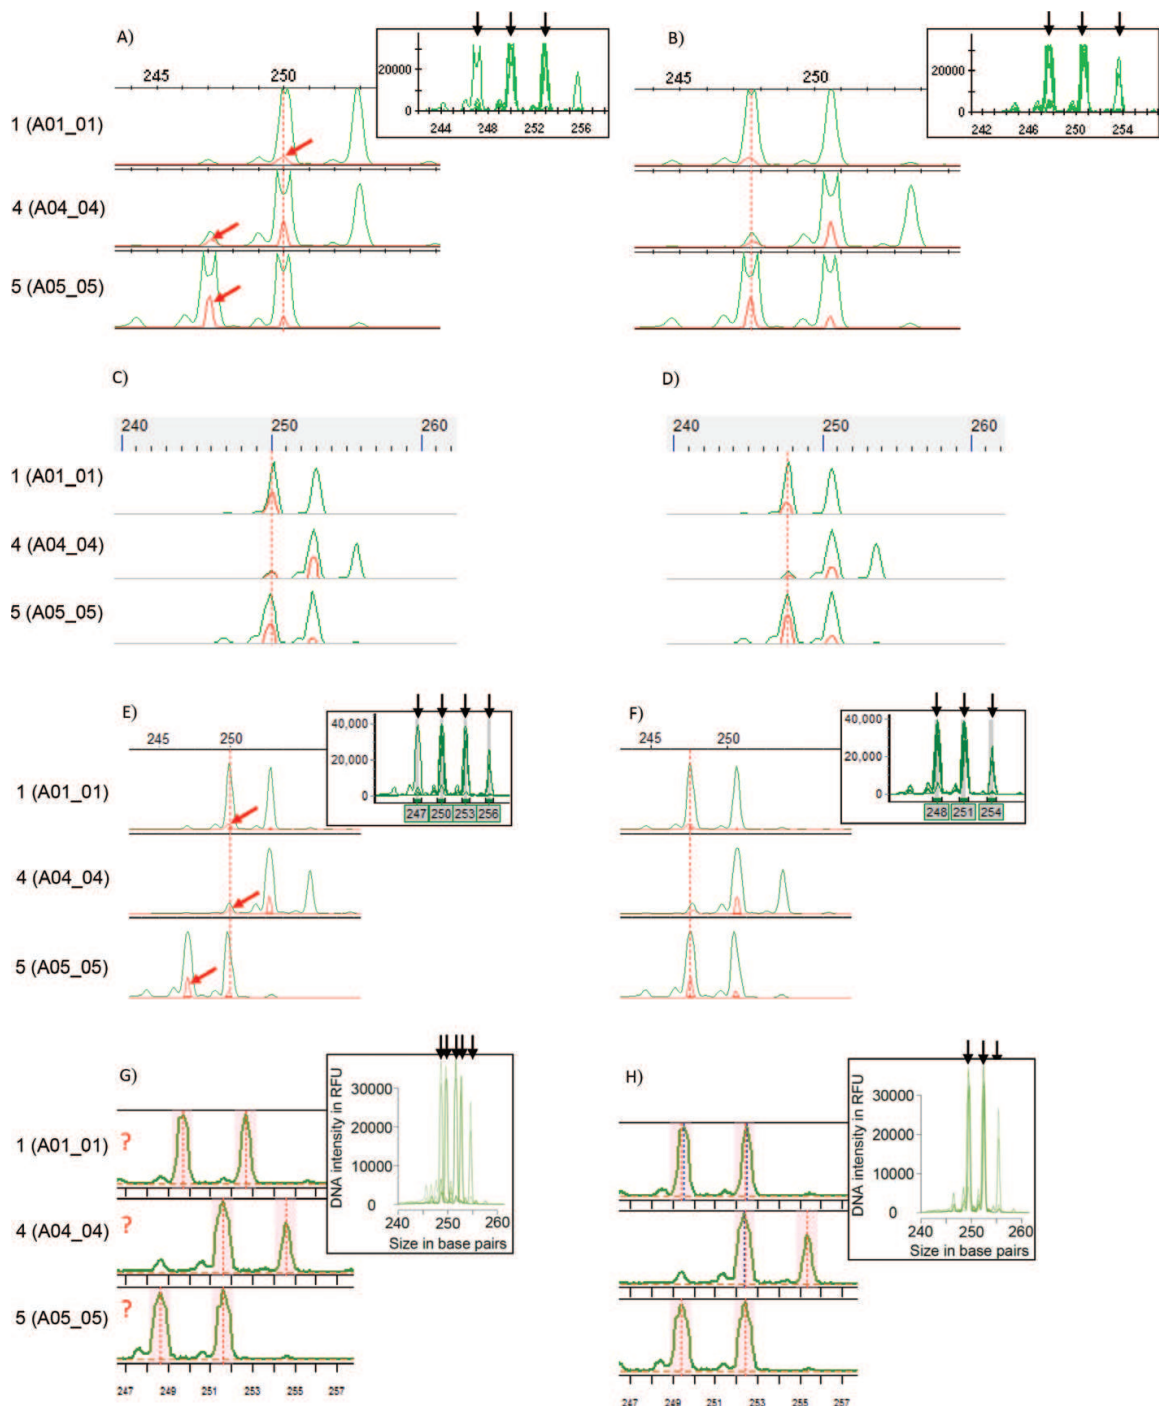 A)
B)
245 250
20000
0
244 248 252 256
245 250
20000
0
242 246 250 254
1 (A01_01)
4 (A04_04)
5 (A05_05)
C)
D)
240 250 260
240 250 260
1 (A01_01)
4 (A04_04)
5 (A05_05)
E)
F)
245 250
40,000
20,000
0
247 250 253 256
245 250
40,000
20,000
0
248 251 254
1 (A01_01)
4 (A04_04)
5 (A05_05)
G)
H)
DNA intensity in RFU
30000
20000
10000
0
240 250 260
Size in base pairs
DNA intensity in RFU
30000
20000
10000
0
240 250 260
Size in base pairs
1 (A01_01) ?
4 (A04_04) ?
5 (A05_05) ?
247 249 251 253 255 257
247 249 251 253 255 257